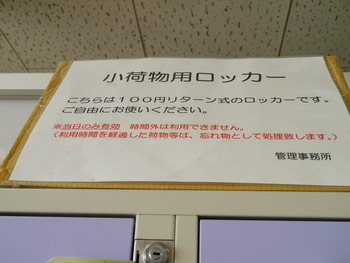 小荷物用ロッカー
こちらは１００円リターン式のロッカーです。
ご自由にお使いください。
※当日のみ有効　時間外は利用できません。
（利用時間を経過した荷物等は、忘れ物として処理致します。）
管理事務所